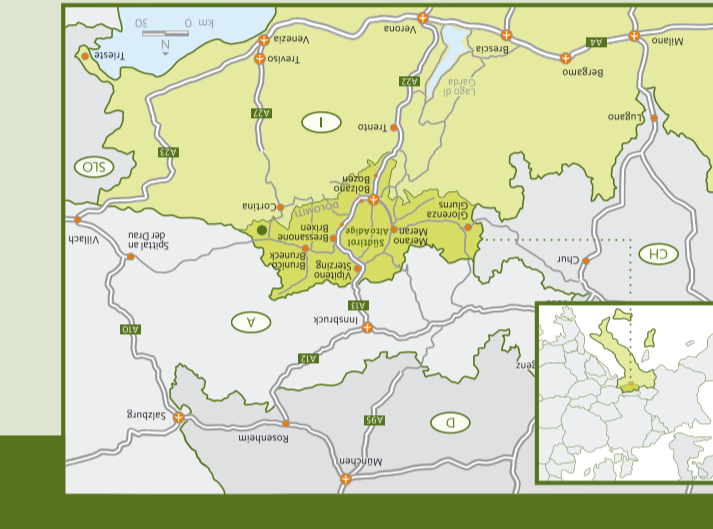 München
Rosenheim
D
A95
Salzburg
genz
A12
A10
Innsbruck
A
A13
Vipiteno
Sterzing
Chur
CH
Brunico
Bruneck
Spittal an
der Drau
Villach
Bressanone
Brixen
Merano
Meran
Südtirol
Alto Adige
Glorenza
Glurns
DOLOMITI
Cortina
Bolzano
Bozen
SLO
A23
Trento
I
Lugano
A27
Lago di
Garda
A22
Bergamo
Treviso
Trieste
Brescia
A4
Milano
Venezia
Verona
N
km 0 30